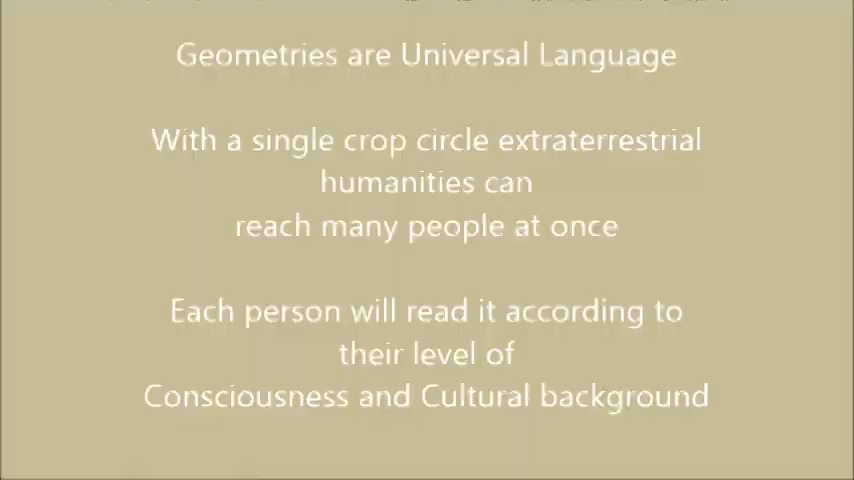 Geometries are Universal Language
With a single crop circle extraterrestrial
humanities can
reach many people at once
Each person will read it according to
their level of
Consciousness and Cultural background